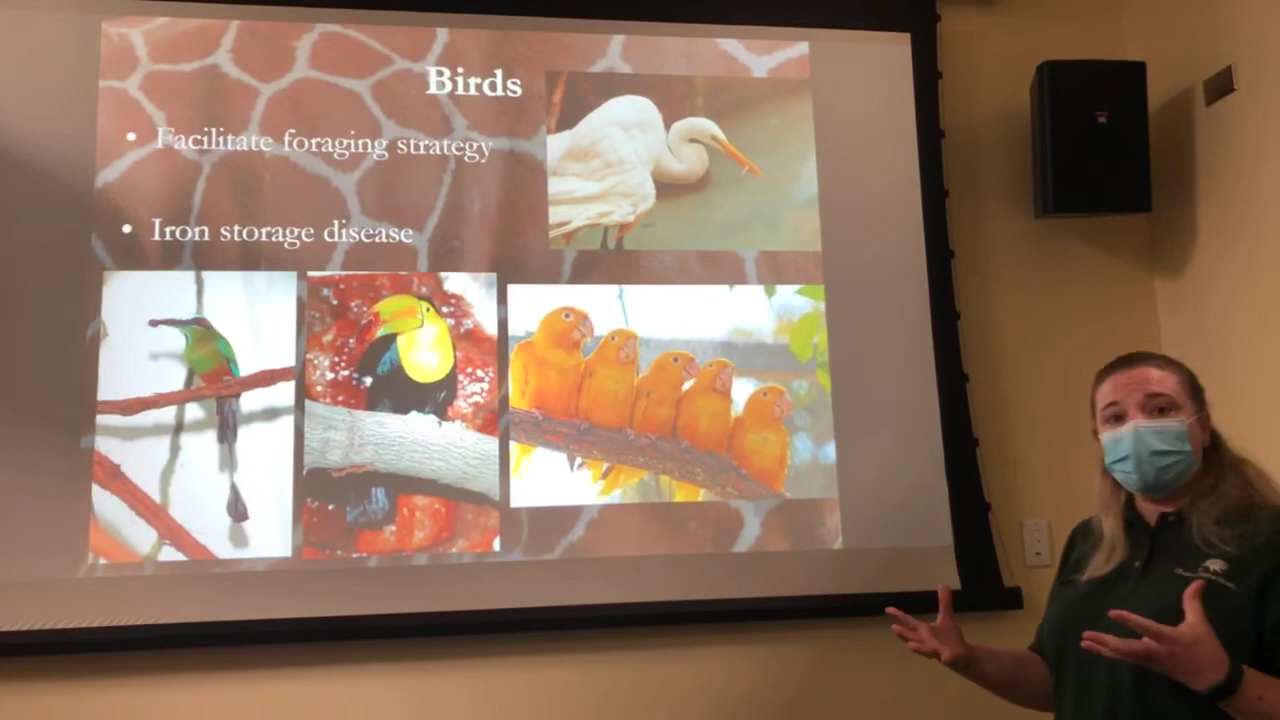 Birds
• Facilitate foraging strategy
• Iron storage disease